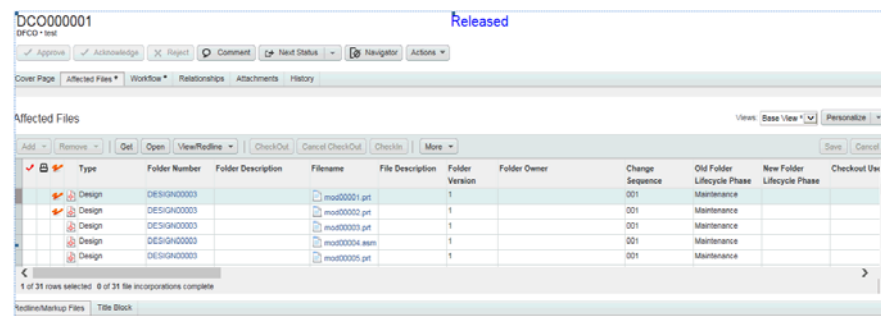 DCO000001
Released
DFCO • test
Approve Acknowledge Reject Comment Next Status Navigator Actions
Cover Page Affected Files * Workflow * Relationships Attachments History
Affected Files
Views: Base View * Personalize
Add Remove Get Open View/Redline CheckOut Cancel CheckOut CheckIn More Save Cancel
Type Folder Number Folder Description Filename File Description Folder Version Folder Owner Change Sequence Old Folder Lifecycle Phase New Folder Lifecycle Phase Checkout Use
Design DESIGN00003 mod00001.prt 1 001 Maintenance
Design DESIGN00003 mod00002.prt 1 001 Maintenance
Design DESIGN00003 mod00003.prt 1 001 Maintenance
Design DESIGN00003 mod00004.asm 1 001 Maintenance
Design DESIGN00003 mod00005.prt 1 001 Maintenance
1 of 31 rows selected 0 of 31 file incorporations complete
Redline/Markup Files Title Block